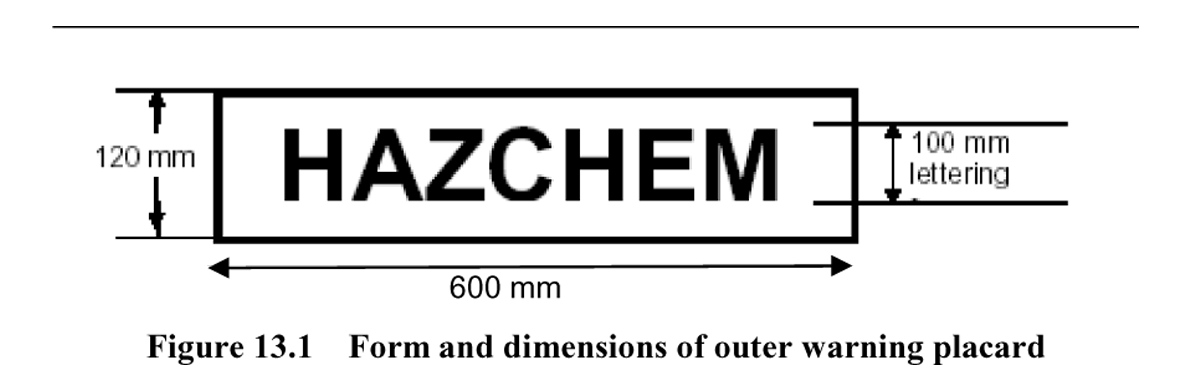 HAZCHEM
120 mm
100 mm
lettering
600 mm
Figure 13.1 Form and dimensions of outer warning placard